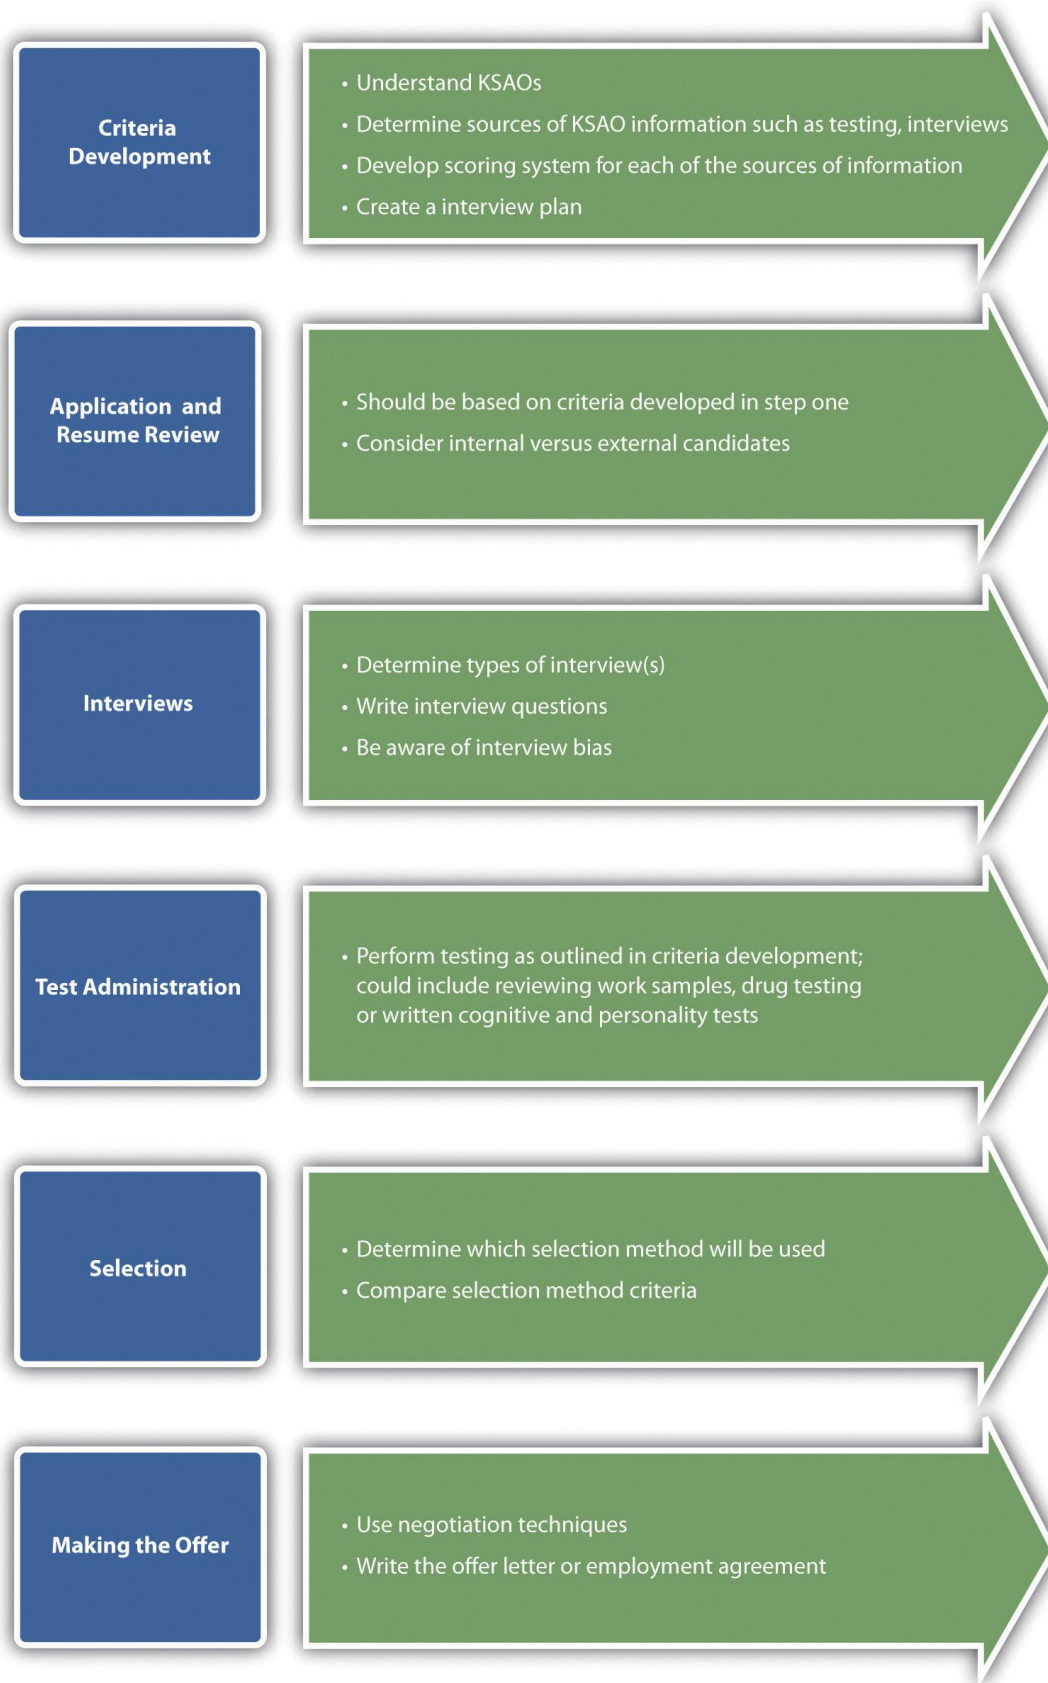 Criteria
Development
• Understand KSAOs
• Determine sources of KSAO information such as testing, interviews
• Develop scoring system for each of the sources of information
• Create a interview plan
Application and
Resume Review
• Should be based on criteria developed in step one
• Consider internal versus external candidates
Interviews
• Determine types of interview(s)
• Write interview questions
• Be aware of interview bias
Test Administration
• Perform testing as outlined in criteria development;
could include reviewing work samples, drug testing
or written cognitive and personality tests
Selection
• Determine which selection method will be used
• Compare selection method criteria
Making the Offer
• Use negotiation techniques
• Write the offer letter or employment agreement